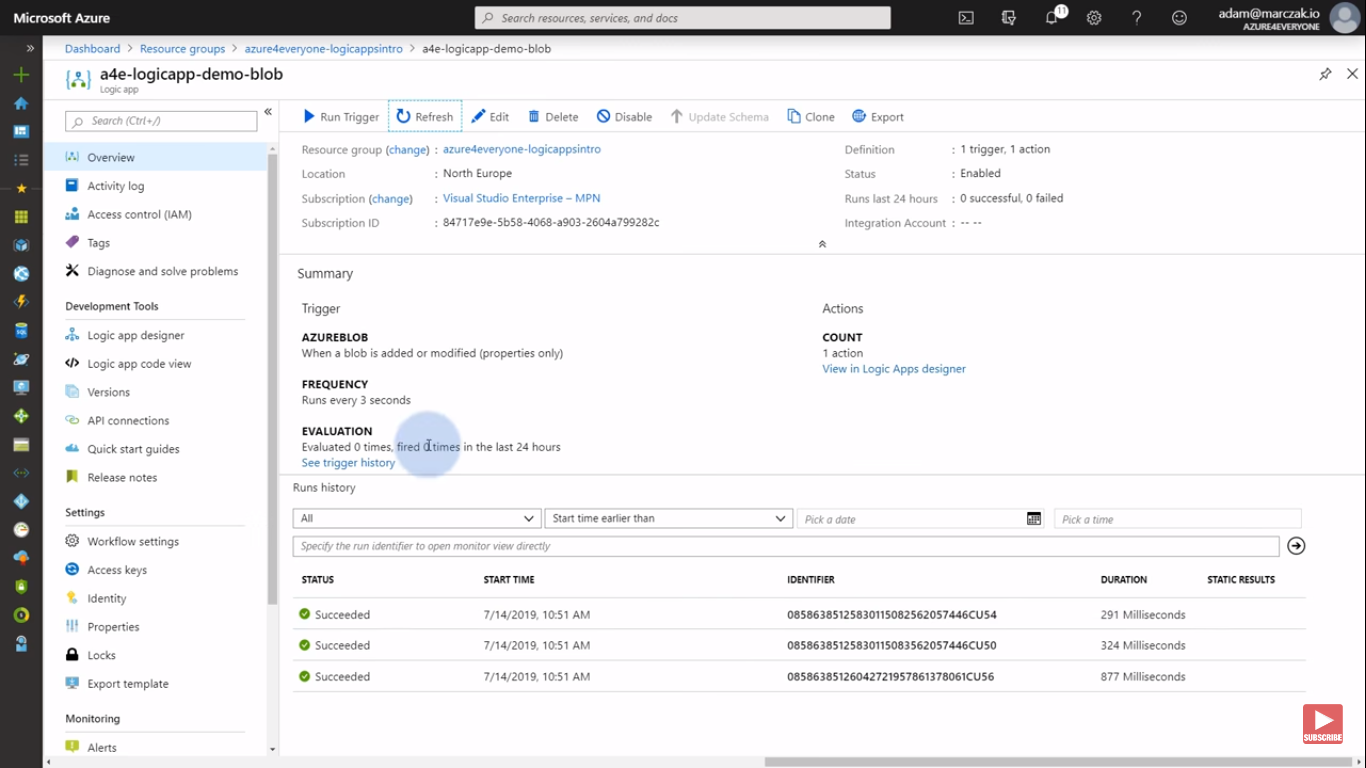 Microsoft Azure
Search resources, services, and docs
11
adam@marczak.io
AZURE4EVERYONE
Dashboard > Resource groups > azure4everyone-logicappsintro > a4e-logicapp-demo-blob
a4e-logicapp-demo-blob
Logic app
Search (Ctrl+/)
Overview
Activity log
Access control (IAM)
Tags
Diagnose and solve problems
Development Tools
Logic app designer
Logic app code view
Versions
API connections
Quick start guides
Release notes
Settings
Workflow settings
Access keys
Identity
Properties
Locks
Export template
Monitoring
Alerts
Run Trigger Refresh Edit Delete Disable Update Schema Clone Export
Resource group (change) : azure4everyone-logicappsintro
Location : North Europe
Subscription (change) : Visual Studio Enterprise – MPN
Subscription ID : 84717e9e-5b58-4068-a903-2604a799282c
Definition : 1 trigger, 1 action
Status : Enabled
Runs last 24 hours : 0 successful, 0 failed
Integration Account : -- --
Summary
Trigger
AZUREBLOB
When a blob is added or modified (properties only)
FREQUENCY
Runs every 3 seconds
EVALUATION
Evaluated 0 times, fired 0 times in the last 24 hours
See trigger history
Actions
COUNT
1 action
View in Logic Apps designer
Runs history
All Start time earlier than Pick a date Pick a time
Specify the run identifier to open monitor view directly
STATUS START TIME IDENTIFIER DURATION STATIC RESULTS
Succeeded 7/14/2019, 10:51 AM 08586385125830115082562057446CU54 291 Milliseconds
Succeeded 7/14/2019, 10:51 AM 08586385125830115083562057446CU50 324 Milliseconds
Succeeded 7/14/2019, 10:51 AM 08586385126042721957861378061CU56 877 Milliseconds
SUBSCRIBE